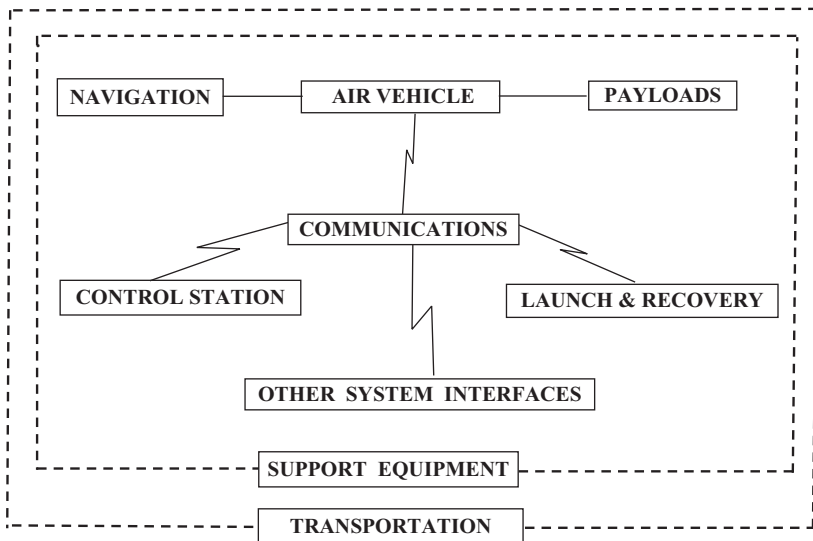 NAVIGATION
AIR VEHICLE
PAYLOADS
COMMUNICATIONS
CONTROL STATION
LAUNCH & RECOVERY
OTHER SYSTEM INTERFACES
SUPPORT EQUIPMENT
TRANSPORTATION